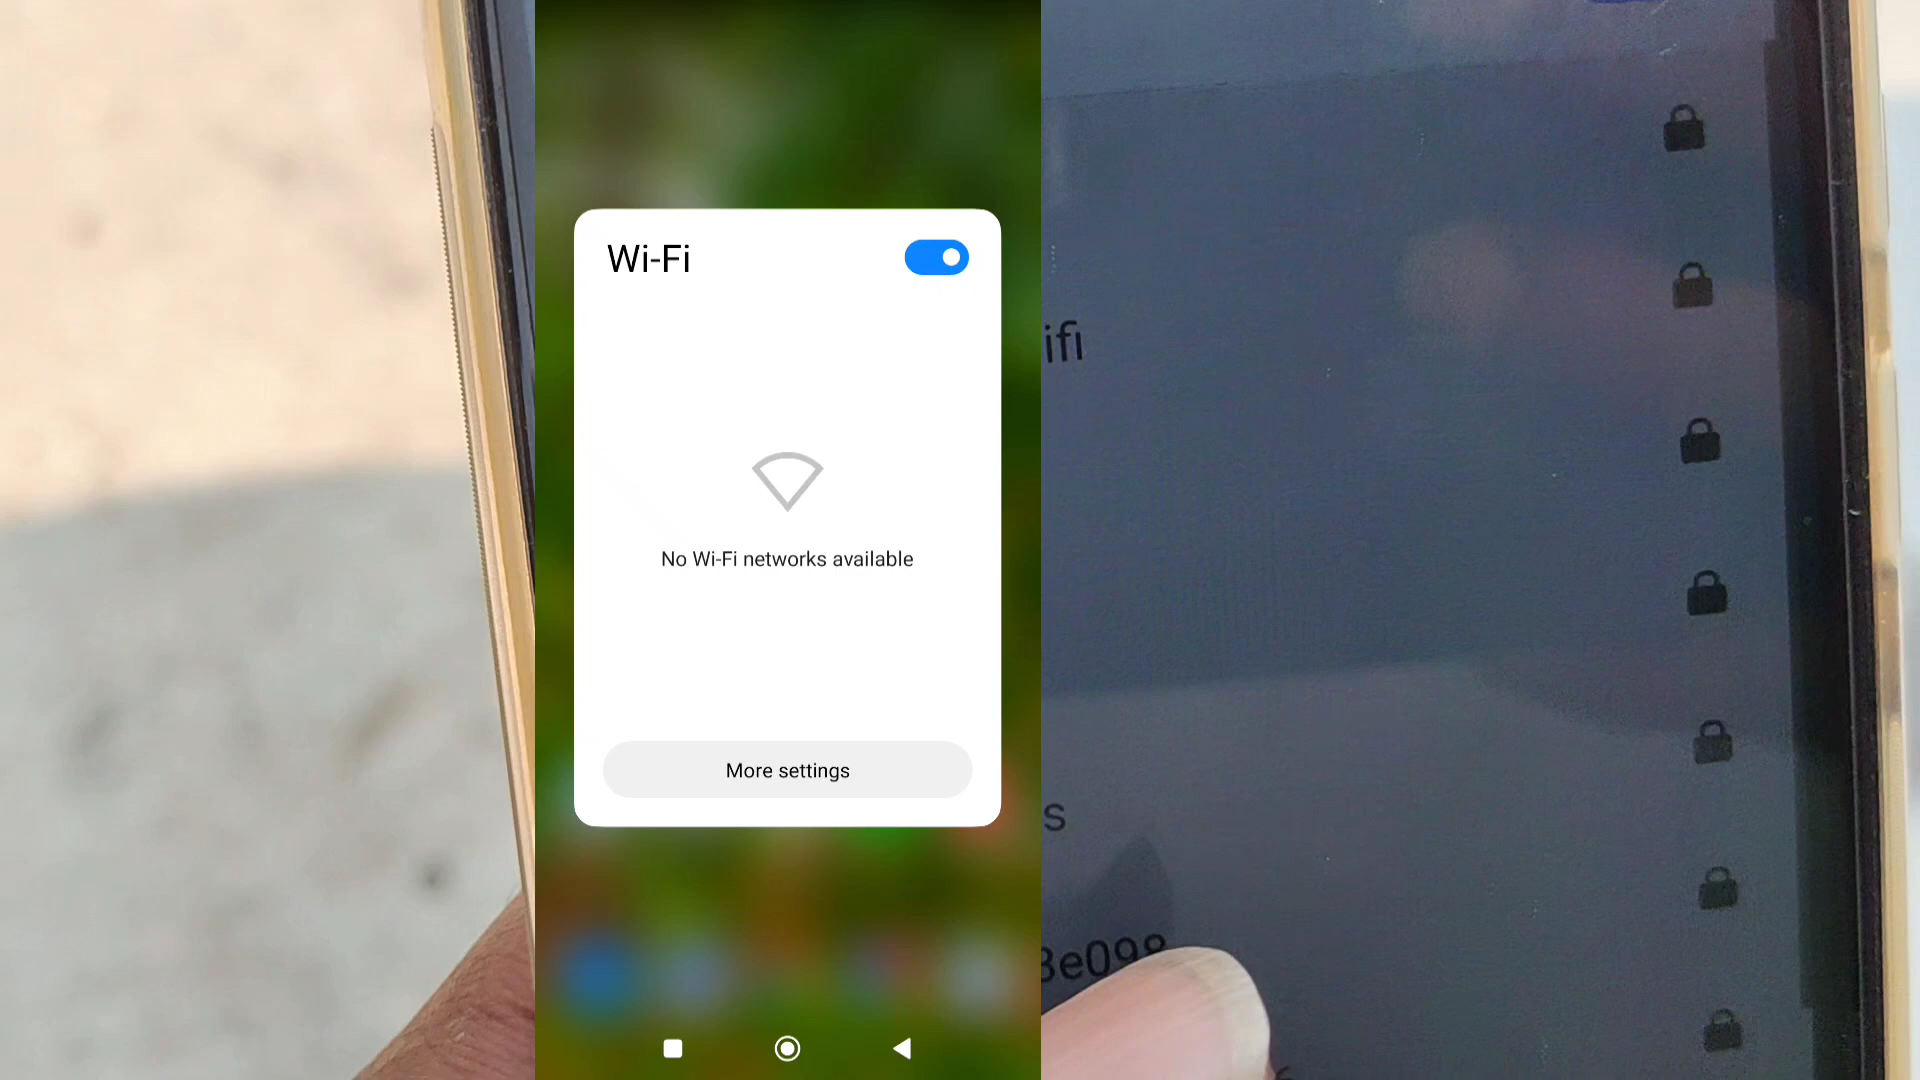 Wi-Fi
No Wi-Fi networks available
More settings
ifi
s
3e098